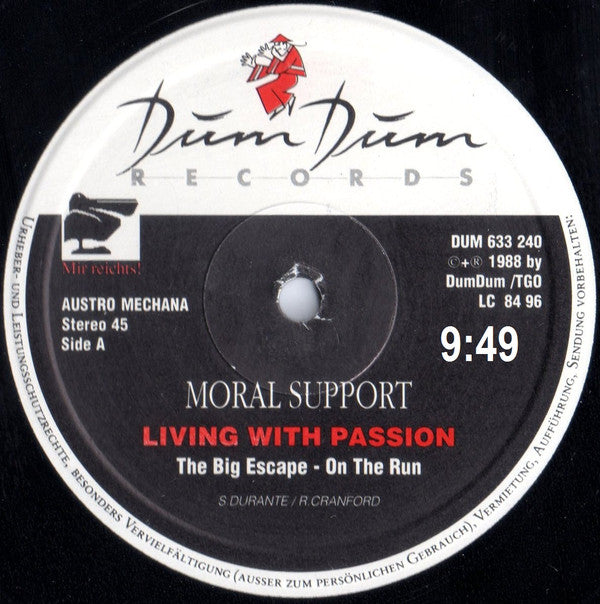 Dum Dum
RECORDS
Mir reichts!
AUSTRO MECHANA
Stereo 45
Side A
DUM 633 240
©+℗ 1988 by
DumDum /TGO
LC 84 96
9:49
MORAL SUPPORT
LIVING WITH PASSION
The Big Escape - On The Run
S.DURANTE / R.CRANFORD
URHEBER- UND LEISTUNGSSCHUTZRECHTE, BESONDERS VERVIELFÄLTIGUNG (AUSSER ZUM PERSÖNLICHEN GEBRAUCH), VERMIETUNG, AUFFÜHRUNG, SENDUNG VORBEHALTEN: